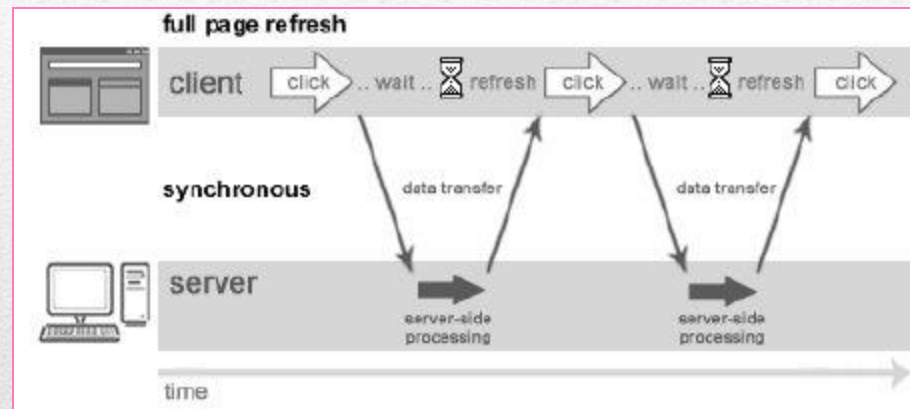 full page refresh
client click .. wait .. refresh click .. wait .. refresh click
synchronous data transfer data transfer
server
server-side server-side
processing processing
time